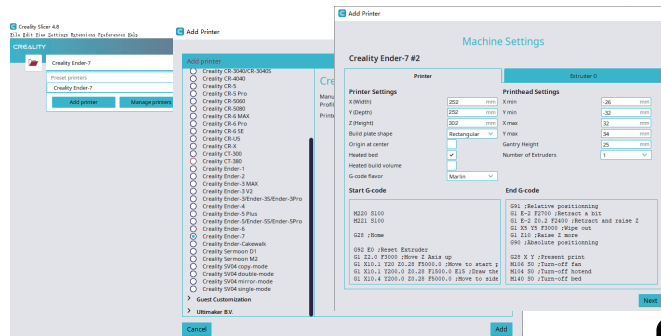 Creality Slicer 4.8
File Edit View Settings Extensions Preferences Help
CREALITY
Creality Ender-7
Preset printers
Creality Ender-7
Add printer
Manage printers
Add Printer
Add printer
Creality CR-3040/CR-3040S
Creality CR-4040
Creality CR-5
Creality CR-5 Pro
Creality CR-5060
Creality CR-5080
Creality CR-6 MAX
Creality CR-6 Pro
Creality CR-6 SE
Creality CR-US
Creality CR-X
Creality CT-300
Creality CT-380
Creality Ender-1
Creality Ender-2
Creality Ender-3 MAX
Creality Ender-3 V2
Creality Ender-3/Ender-3S/Ender-3Pro
Creality Ender-4
Creality Ender-5 Plus
Creality Ender-5/Ender-5S/Ender-5Pro
Creality Ender-6
Creality Ender-7
Creality Ender-Cakewalk
Creality Sermoon D1
Creality Sermoon M2
Creality SV04 copy-mode
Creality SV04 double-mode
Creality SV04 mirror-mode
Creality SV04 single-mode
Guest Customization
Ultimaker B.V.
Cancel
Add
Cre
Manu
Profil
Printe
Add Printer
Machine Settings
Creality Ender-7 #2
Printer
Extruder 0
Printer Settings
X (Width) 252 mm
Y (Depth) 252 mm
Z (Height) 302 mm
Build plate shape Rectangular
Origin at center
Heated bed
Heated build volume
G-code flavor Marlin
Printhead Settings
X min -26 mm
Y min -32 mm
X max 32 mm
Y max 34 mm
Gantry Height 25 mm
Number of Extruders 1
Start G-code
M220 S100
M221 S100
G28 ;Home
G92 E0 ;Reset Extruder
G1 Z2.0 F3000 ;Move Z Axis up
G1 X10.1 Y20 Z0.28 F5000.0 ;Move to start p
G1 X10.1 Y200.0 Z0.28 F1500.0 E15 ;Draw the
G1 X10.4 Y200.0 Z0.28 F5000.0 ;Move to side
End G-code
G91 ;Relative positionning
G1 E-2 F2700 ;Retract a bit
G1 E-2 Z0.2 F2400 ;Retract and raise Z
G1 X5 Y5 F3000 ;Wipe out
G1 Z10 ;Raise Z more
G90 ;Absolute positionning
G28 X Y ;Present print
M106 S0 ;Turn-off fan
M104 S0 ;Turn-off hotend
M140 S0 ;Turn-off bed
Next